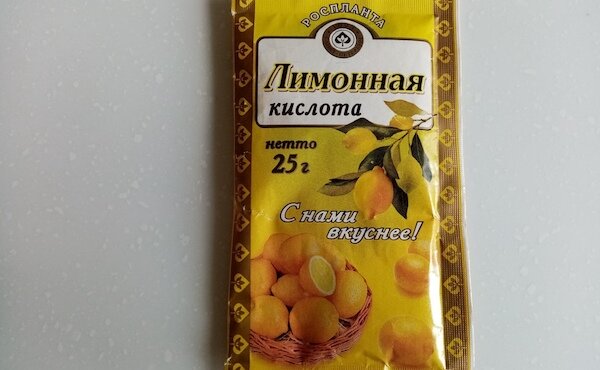 РОСПЛАНТА
Лимонная
кислота
нетто
25 г
С нами
вкуснее!